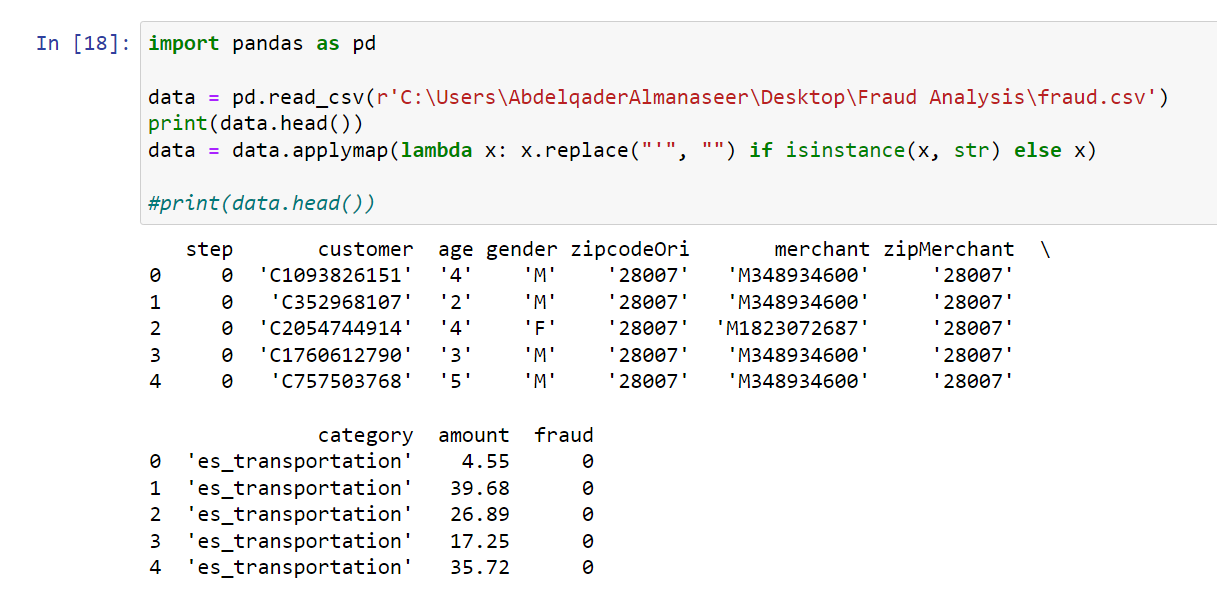 In [18]: import pandas as pd
data = pd.read_csv(r'C:\Users\AbdelqaderAlmanaseer\Desktop\Fraud Analysis\fraud.csv')
print(data.head())
data = data.applymap(lambda x: x.replace("'", "") if isinstance(x, str) else x)
#print(data.head())
step customer age gender zipcodeOri merchant zipMerchant \
0 0 'C1093826151' '4' 'M' '28007' 'M348934600' '28007'
1 0 'C352968107' '2' 'M' '28007' 'M348934600' '28007'
2 0 'C2054744914' '4' 'F' '28007' 'M1823072687' '28007'
3 0 'C1760612790' '3' 'M' '28007' 'M348934600' '28007'
4 0 'C757503768' '5' 'M' '28007' 'M348934600' '28007'
category amount fraud
0 'es_transportation' 4.55 0
1 'es_transportation' 39.68 0
2 'es_transportation' 26.89 0
3 'es_transportation' 17.25 0
4 'es_transportation' 35.72 0